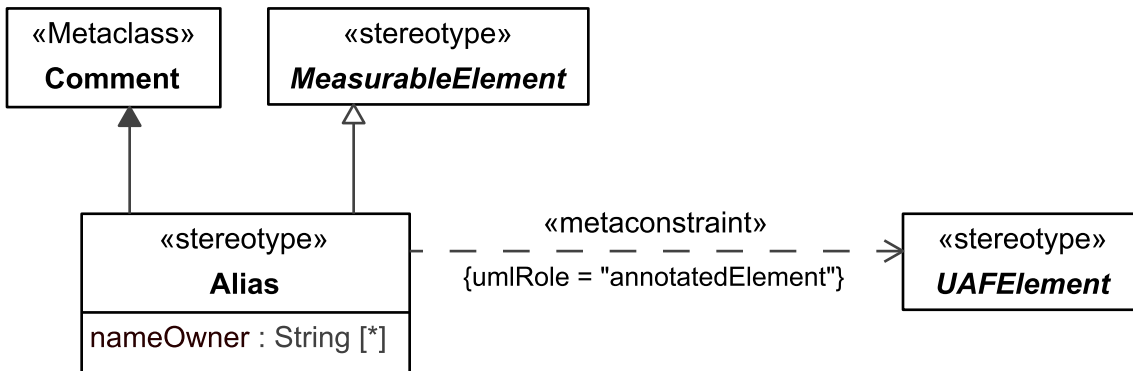 «Metaclass»
Comment
«stereotype»
MeasurableElement
«stereotype»
Alias
nameOwner : String [*]
«metaconstraint»
{umlRole = "annotatedElement"}
«stereotype»
UAFElement